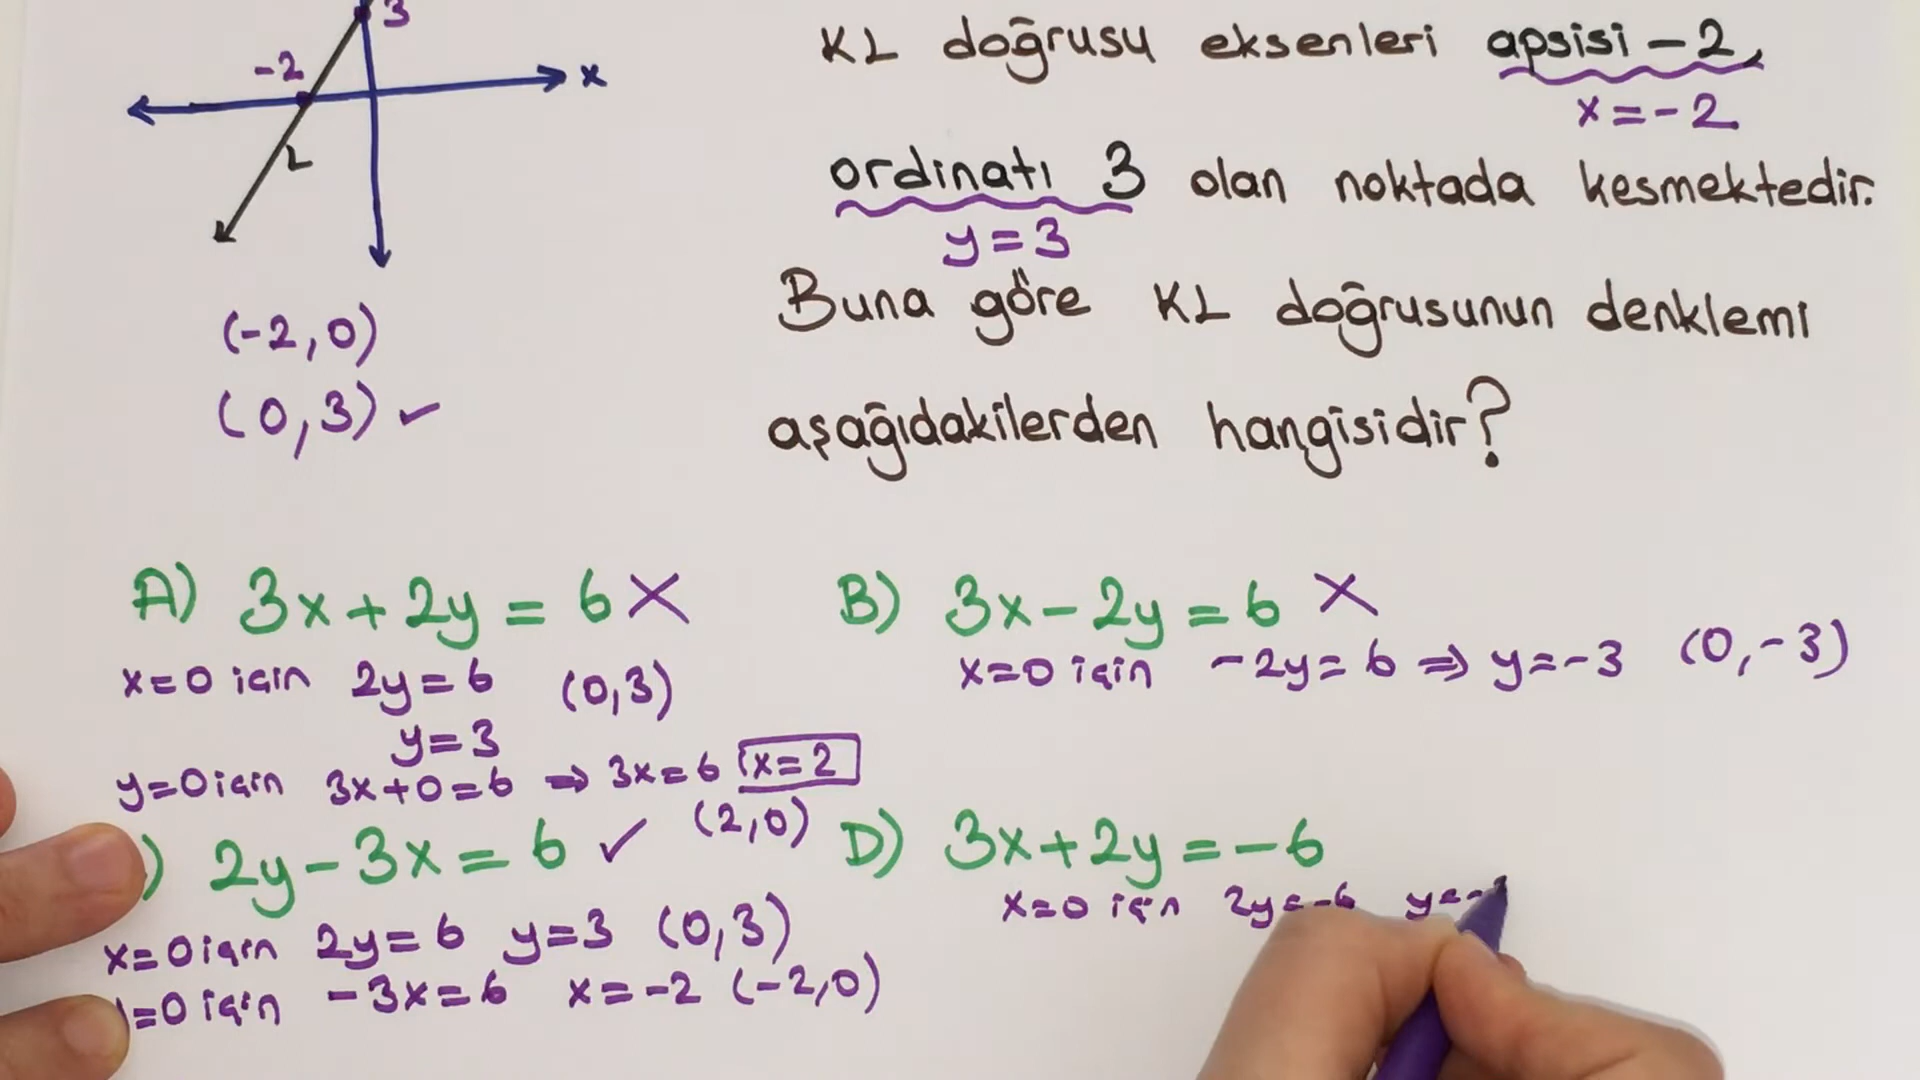 3
-2
x
L
(-2,0)
(0,3) ✓
KL doğrusu eksenleri apsisi -2,
x=-2
ordinatı 3 olan noktada kesmektedir.
y=3
Buna göre KL doğrusunun denklemi
aşağıdakilerden hangisidir?
A) 3x+2y=6 X
x=0 için 2y=6 (0,3)
y=3
y=0 için 3x+0=6 ⇒ 3x=6 x=2
(2,0)
B) 3x-2y=6 X
x=0 için -2y=6 ⇒ y=-3 (0,-3)
) 2y-3x=6 ✓
x=0 için 2y=6 y=3 (0,3)
=0 için -3x=6 x=-2 (-2,0)
D) 3x+2y=-6
x=0 için 2y=-6 y=-